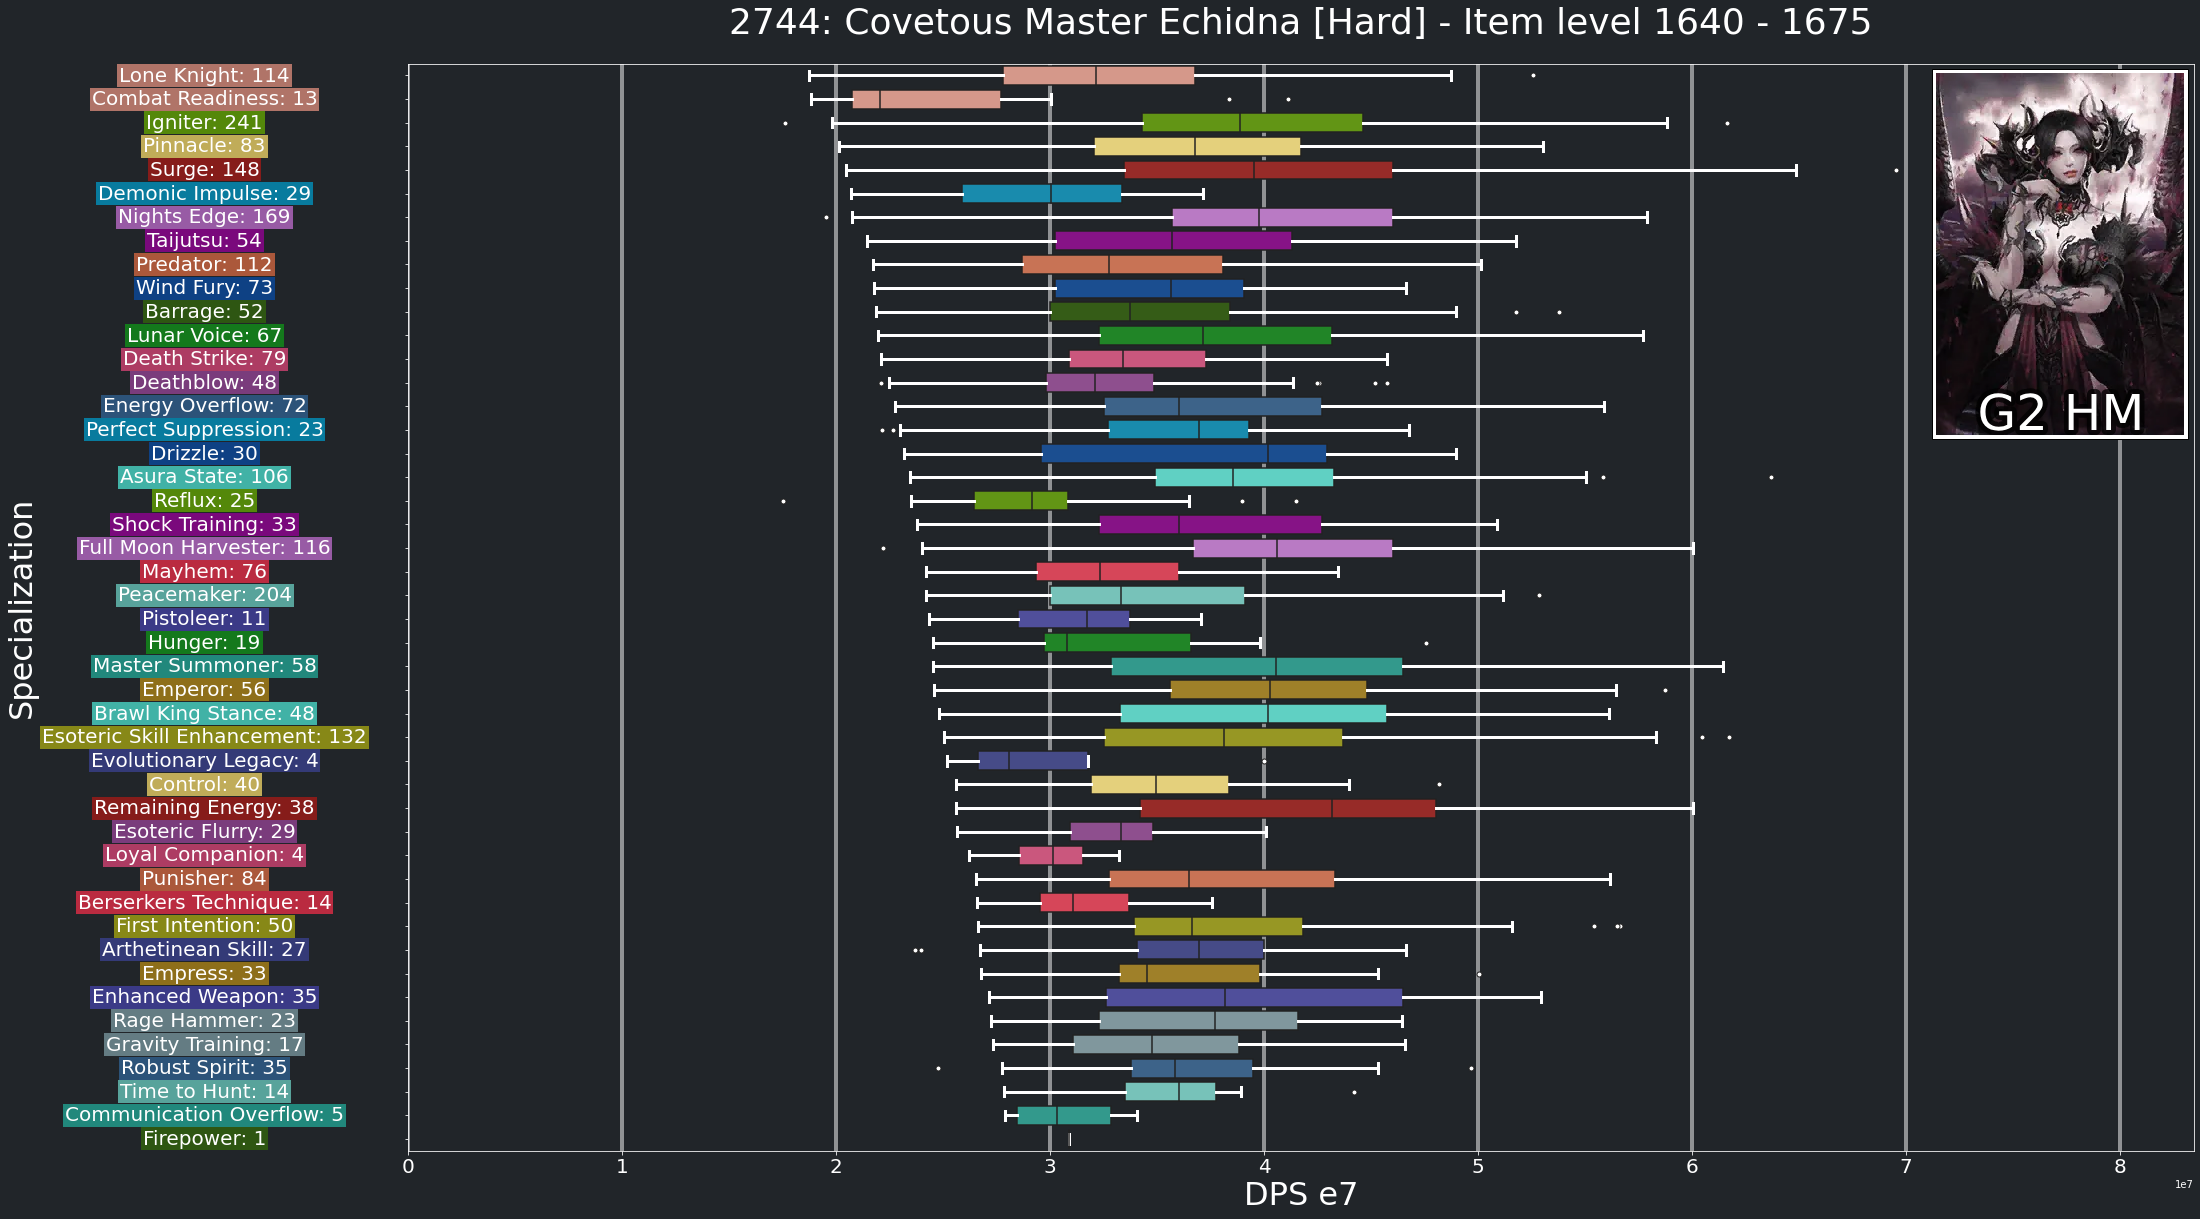 2744: Covetous Master Echidna [Hard] - Item level 1640 - 1675
Lone Knight: 114
Combat Readiness: 13
Igniter: 241
Pinnacle: 83
Surge: 148
Demonic Impulse: 29
Nights Edge: 169
Taijutsu: 54
Predator: 112
Wind Fury: 73
Barrage: 52
Lunar Voice: 67
Death Strike: 79
Deathblow: 48
Energy Overflow: 72
Perfect Suppression: 23
Drizzle: 30
Asura State: 106
Reflux: 25
Shock Training: 33
Full Moon Harvester: 116
Mayhem: 76
Peacemaker: 204
Pistoleer: 11
Hunger: 19
Master Summoner: 58
Emperor: 56
Brawl King Stance: 48
Esoteric Skill Enhancement: 132
Evolutionary Legacy: 4
Control: 40
Remaining Energy: 38
Esoteric Flurry: 29
Loyal Companion: 4
Punisher: 84
Berserkers Technique: 14
First Intention: 50
Arthetinean Skill: 27
Empress: 33
Enhanced Weapon: 35
Rage Hammer: 23
Gravity Training: 17
Robust Spirit: 35
Time to Hunt: 14
Communication Overflow: 5
Firepower: 1
Specialization
G2 HM
0 1 2 3 4 5 6 7 8
DPS e7
1e7